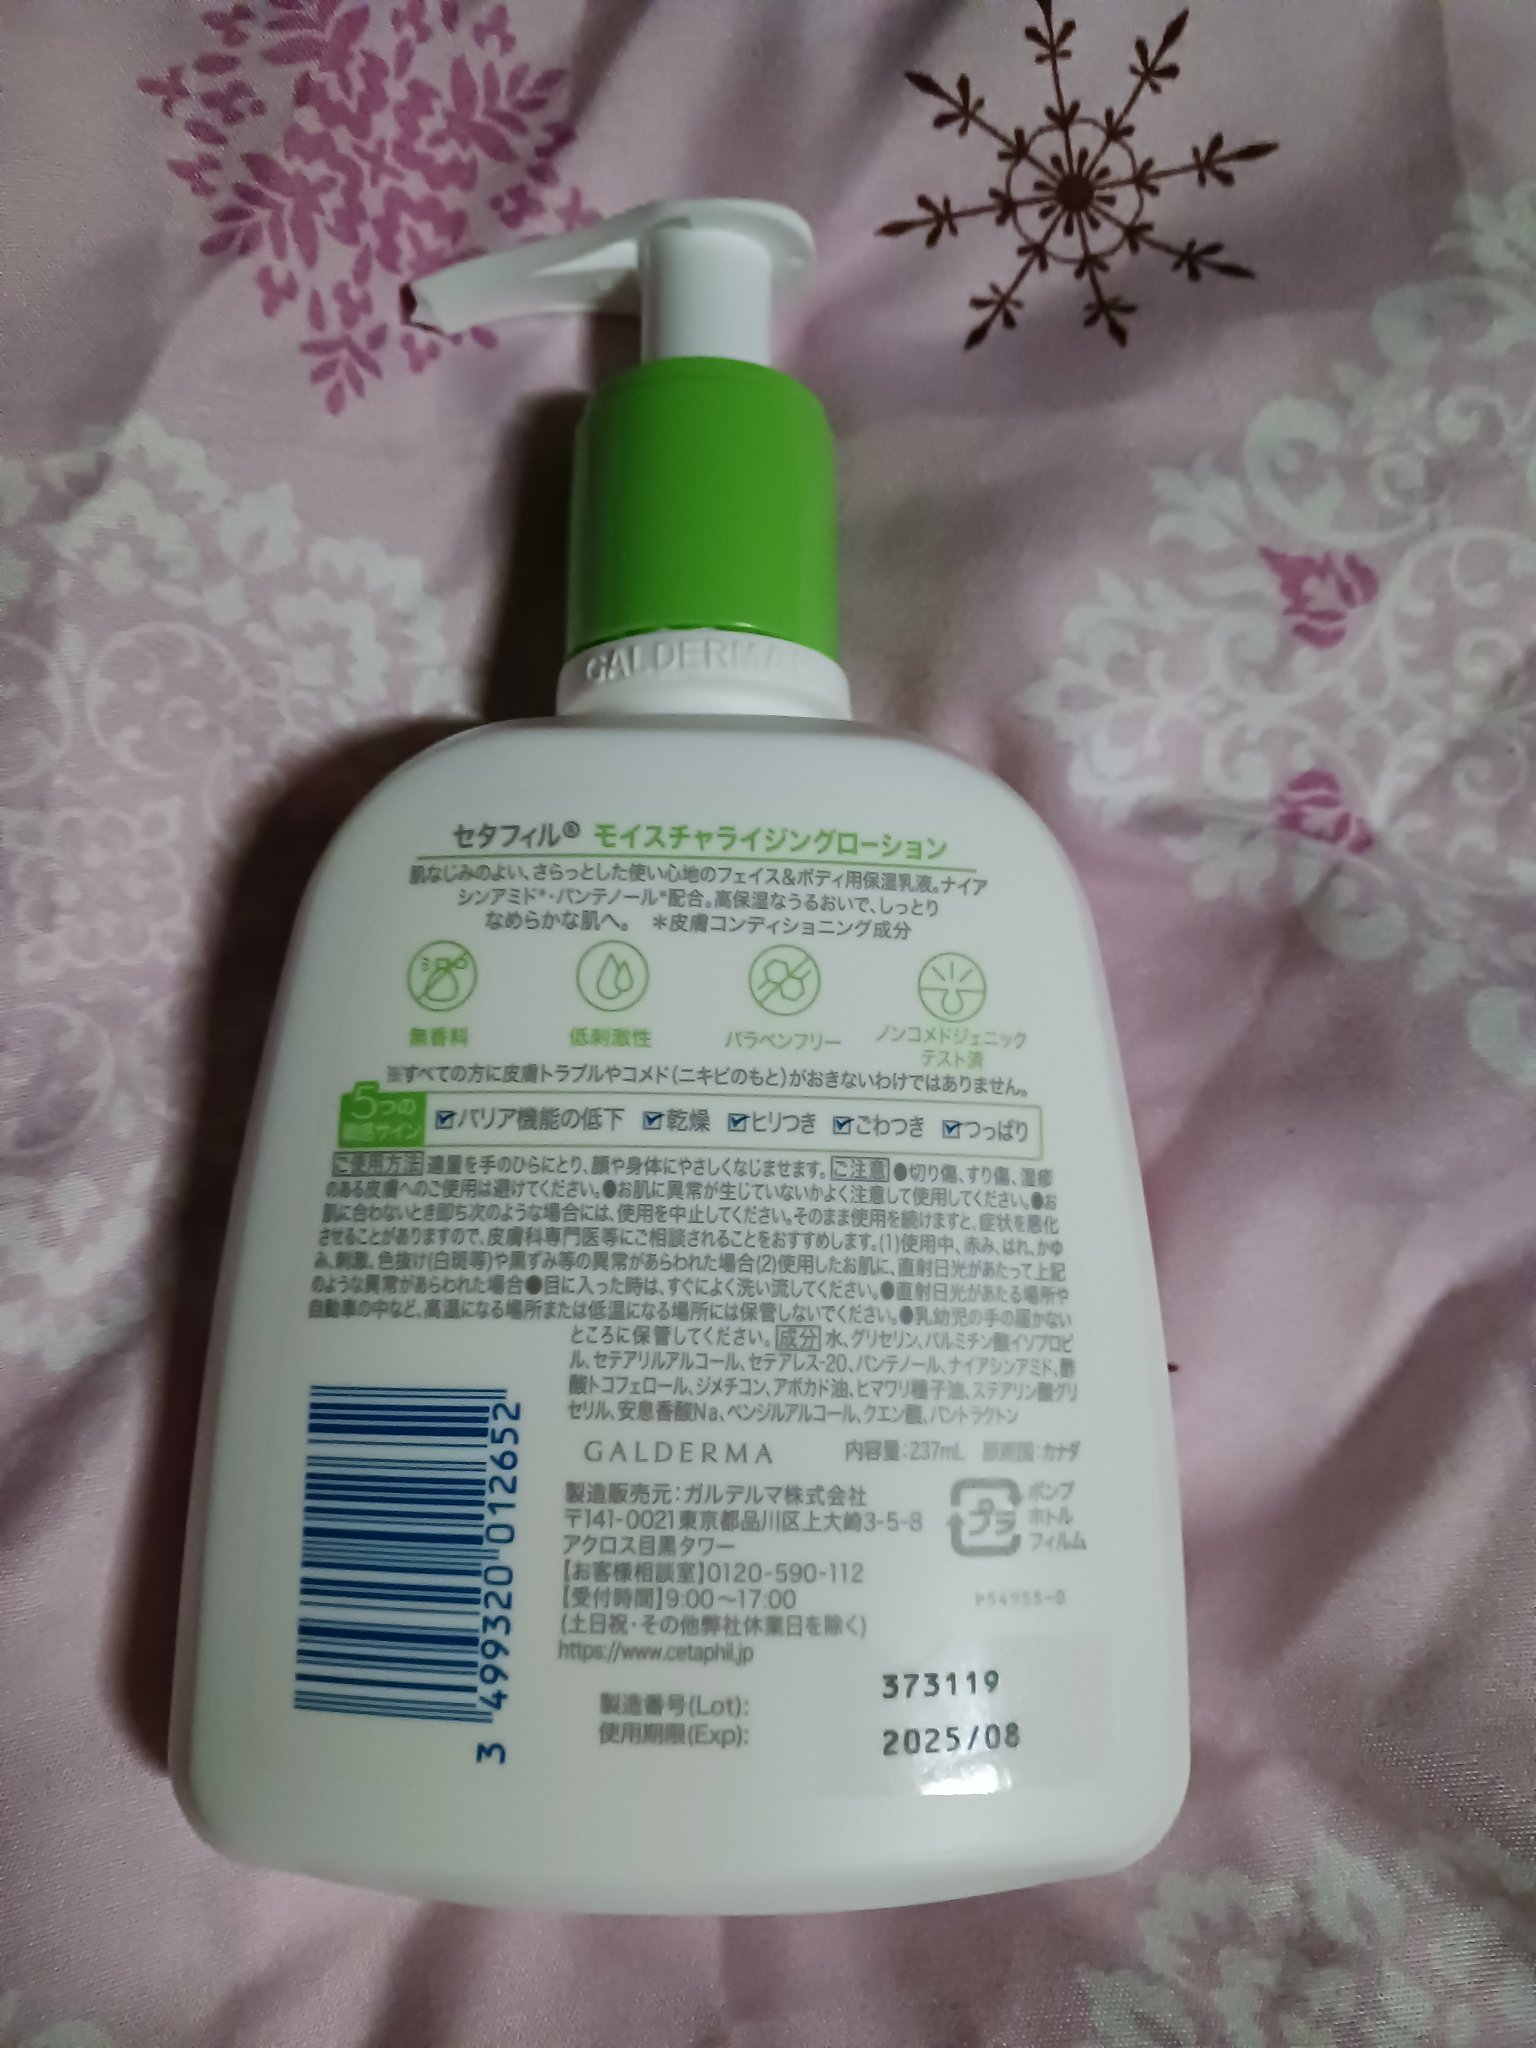 GALDERMA
セタフィル® モイスチャライジングローション
肌なじみのよい、さらっとした使い心地のフェイス&ボディ用保湿乳液。ナイア
シンアミド*・パンテノール*配合。高保湿なうるおいで、しっとり
なめらかな肌へ。 *皮膚コンディショニング成分
無香料 低刺激性 パラベンフリー ノンコメドジェニック
テスト済
※すべての方に皮膚トラブルやコメド(ニキビのもと)がおきないわけではありません。
5つの
敏感サイン
バリア機能の低下 乾燥 ヒリつき ごわつき つっぱり
ご使用方法 適量を手のひらにとり、顔や身体にやさしくなじませます。 ご注意 ●切り傷、すり傷、湿疹
のある皮膚へのご使用は避けてください。●お肌に異常が生じていないかよく注意して使用してください。●お
肌に合わないとき即ち次のような場合には、使用を中止してください。そのまま使用を続けますと、症状を悪化
させることがありますので、皮膚科専門医等にご相談されることをおすすめします。(1)使用中、赤み、はれ、かゆ
み、刺激、色抜け(白斑等)や黒ずみ等の異常があらわれた場合(2)使用したお肌に、直射日光があたって上記
のような異常があらわれた場合●目に入った時は、すぐによく洗い流してください。●直射日光があたる場所や
自動車の中など、高温になる場所または低温になる場所には保管しないでください。●乳幼児の手の届かない
ところに保管してください。 成分 水、グリセリン、パルミチン酸イソプロピ
ル、セテアリルアルコール、セテアレス-20、パンテノール、ナイアシンアミド、酢
酸トコフェロール、ジメチコン、アボカド油、ヒマワリ種子油、ステアリン酸グリ
セリル、安息香酸Na、ベンジルアルコール、クエン酸、パントラクトン
GALDERMA 内容量:237mL 原産国:カナダ
製造販売元:ガルデルマ株式会社
〒141-0021東京都品川区上大崎3-5-8
アクロス目黒タワー
【お客様相談室】0120-590-112
【受付時間】9:00～17:00
(土日祝・その他弊社休業日を除く)
https://www.cetaphil.jp
プラ
ポンプ
ボトル
フィルム
P54955-0
製造番号(Lot): 373119
使用期限(Exp): 2025/08
3 499320 012652